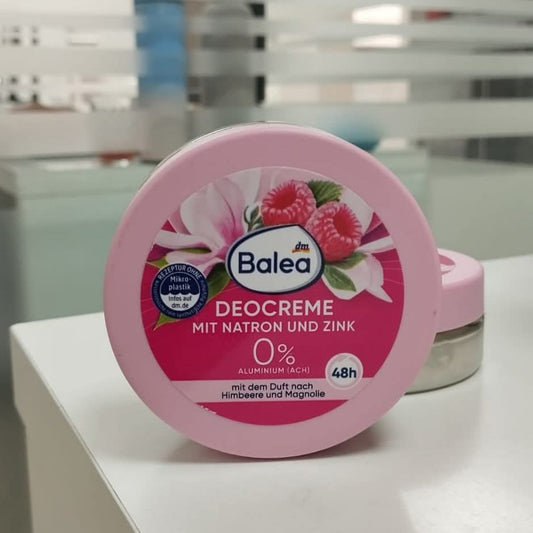 dm
Balea
REZEPTUR OHNE
Mikro-
plastik
Infos auf
dm.de
DEOCREME
MIT NATRON UND ZINK
0%
ALUMINIUM (ACH)
48h
mit dem Duft nach
Himbeere und Magnolie